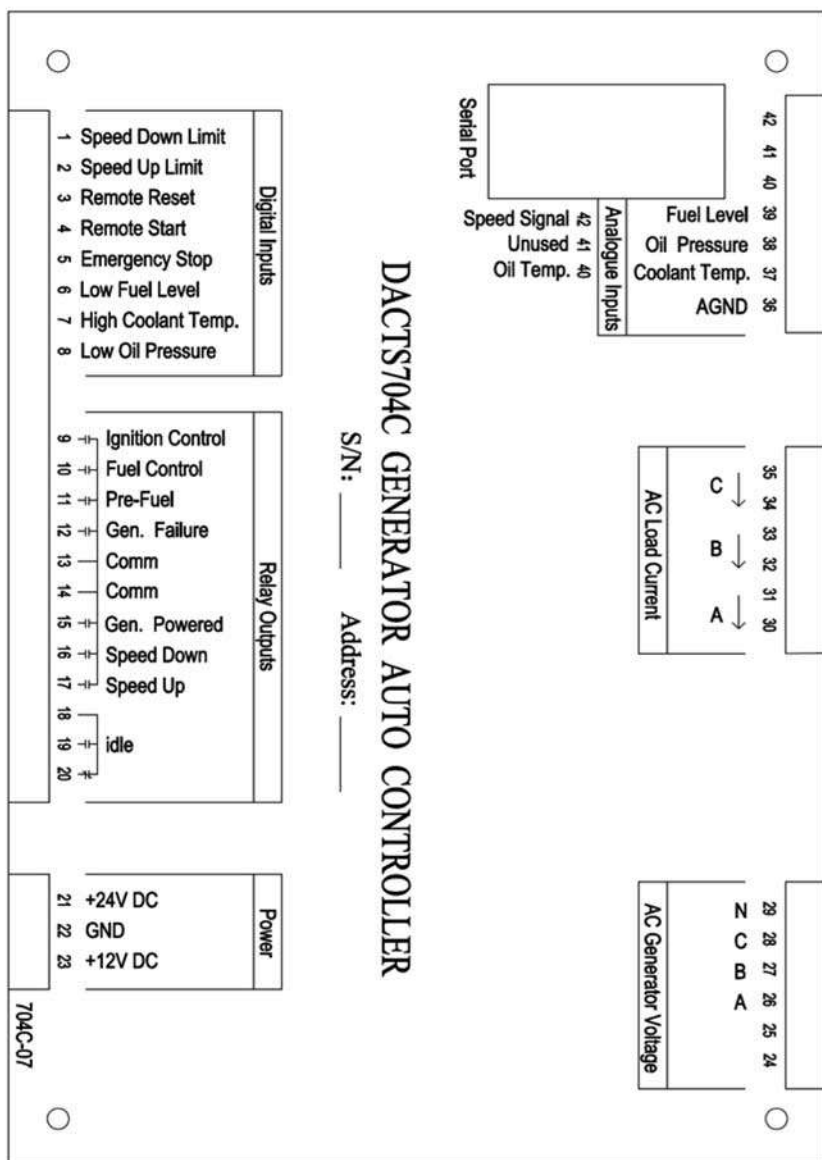 Digital Inputs
1 Speed Down Limit
2 Speed Up Limit
3 Remote Reset
4 Remote Start
5 Emergency Stop
6 Low Fuel Level
7 High Coolant Temp.
8 Low Oil Pressure
Relay Outputs
9 Ignition Control
10 Fuel Control
11 Pre-Fuel
12 Gen. Failure
13 Comm
14 Comm
15 Gen. Powered
16 Speed Down
17 Speed Up
18
19 idle
20
Power
21 +24V DC
22 GND
23 +12V DC
704C-07
DACTS704C GENERATOR AUTO CONTROLLER
S/N: ______ Address: ______
Serial Port
Analogue Inputs
Speed Signal 42
Unused 41
Oil Temp. 40
42
41
40
Fuel Level 39
Oil Pressure 38
Coolant Temp. 37
AGND 36
AC Load Current
35
C
34
33
B
32
31
A
30
AC Generator Voltage
N 29
C 28
B 27
A 26
25
24